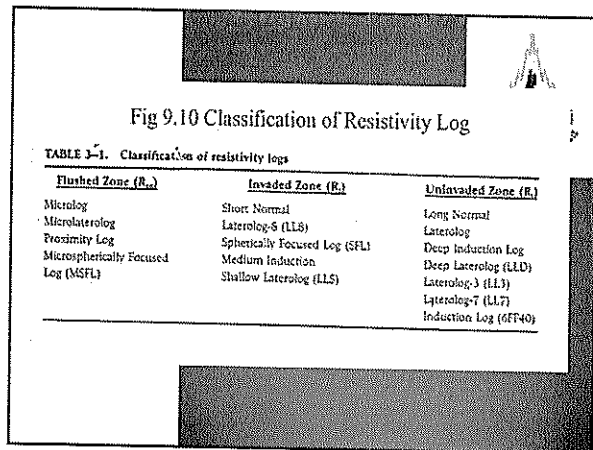 Fig 9.10 Classification of Resistivity Log
TABLE 3-1. Classification of resistivity logs
Flushed Zone (Rxo)
Microlog
Microlaterolog
Proximity Log
Microspherically Focused
Log (MSFL)
Invaded Zone (Ri)
Short Normal
Laterolog-8 (LL8)
Spherically Focused Log (SFL)
Medium Induction
Shallow Laterolog (LLS)
Uninvaded Zone (Rt)
Long Normal
Laterolog
Deep Induction Log
Deep Laterolog (LLD)
Laterolog-3 (LL3)
Laterolog-7 (LL7)
Induction Log (6FF40)